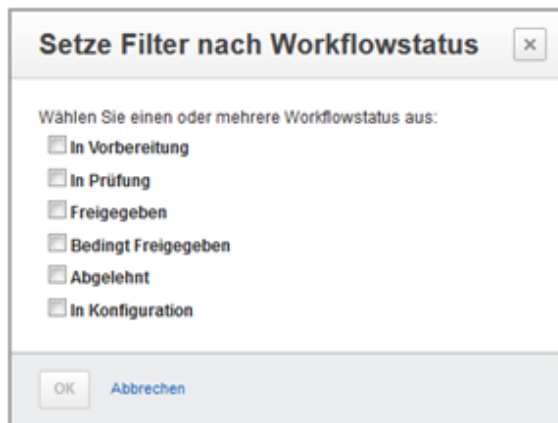 Setze Filter nach Workflowstatus
Wählen Sie einen oder mehrere Workflowstatus aus:
In Vorbereitung
In Prüfung
Freigegeben
Bedingt Freigegeben
Abgelehnt
In Konfiguration
OK Abbrechen